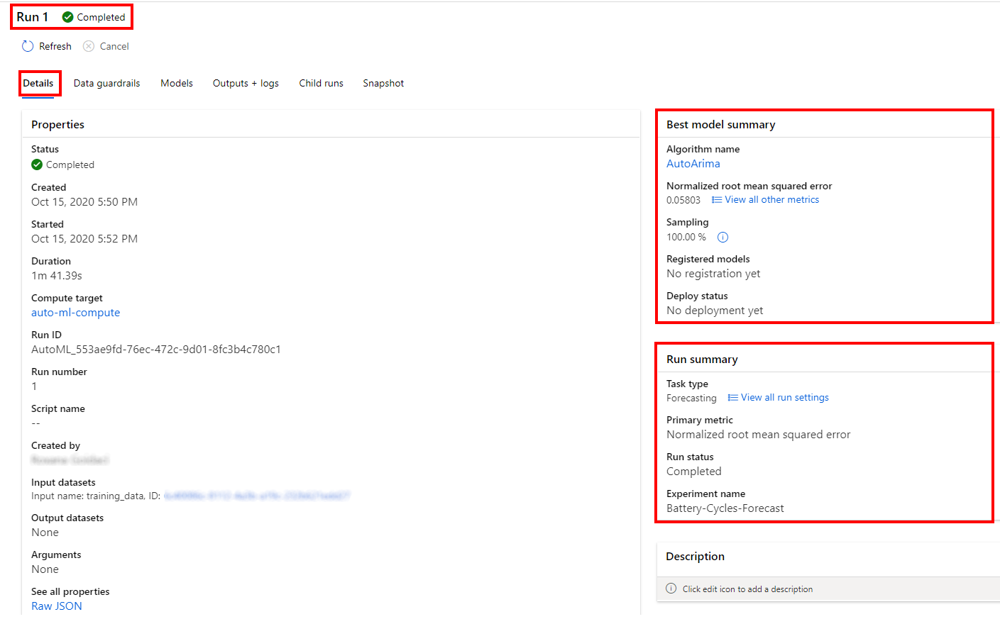 Run 1 Completed
Refresh Cancel
Details Data guardrails Models Outputs + logs Child runs Snapshot
Properties
Status
Completed
Created
Oct 15, 2020 5:50 PM
Started
Oct 15, 2020 5:52 PM
Duration
1m 41.39s
Compute target
auto-ml-compute
Run ID
AutoML_553ae9fd-76ec-472c-9d01-8fc3b4c780c1
Run number
1
Script name
--
Created by
Input datasets
Input name: training_data, ID:
Output datasets
None
Arguments
None
See all properties
Raw JSON
Best model summary
Algorithm name
AutoArima
Normalized root mean squared error
0.05803 View all other metrics
Sampling
100.00 %
Registered models
No registration yet
Deploy status
No deployment yet
Run summary
Task type
Forecasting View all run settings
Primary metric
Normalized root mean squared error
Run status
Completed
Experiment name
Battery-Cycles-Forecast
Description
Click edit icon to add a description